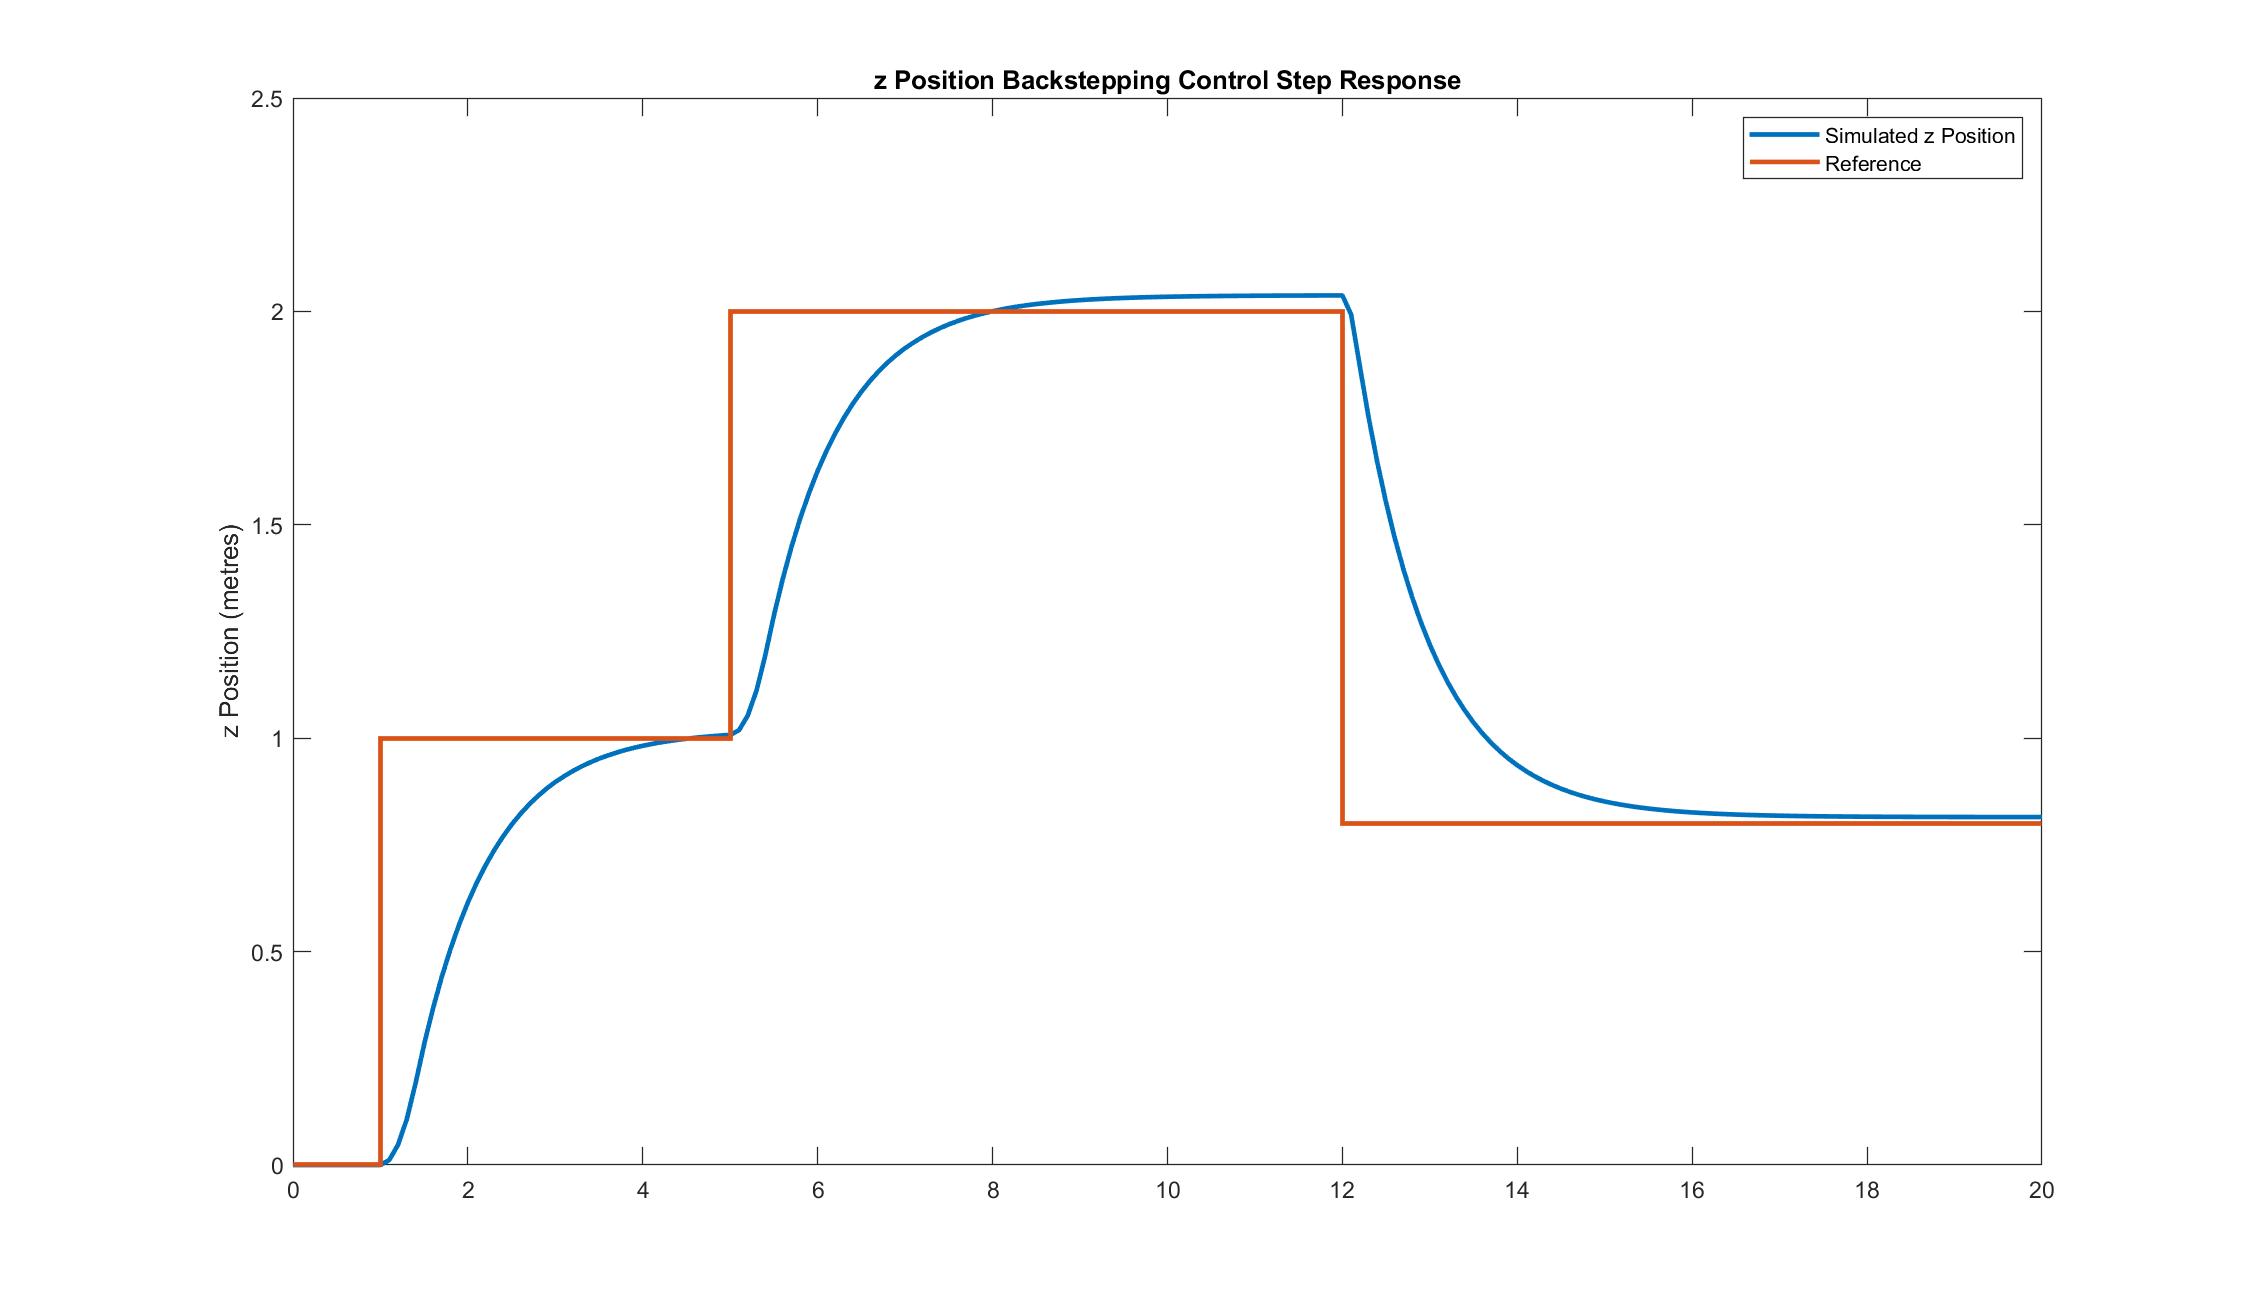 z Position Backstepping Control Step Response
2.5
Simulated z Position
Reference
2
1.5
z Position (metres)
1
0.5
0
0 2 4 6 8 10 12 14 16 18 20